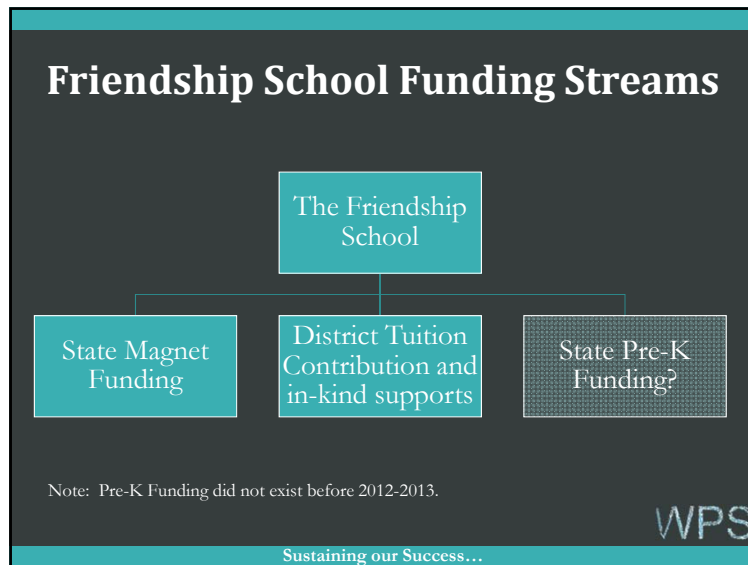 Friendship School Funding Streams
The Friendship
School
State Magnet
Funding
District Tuition
Contribution and
in-kind supports
State Pre-K
Funding?
Note:  Pre-K Funding did not exist before 2012-2013.
WPS
Sustaining our Success…